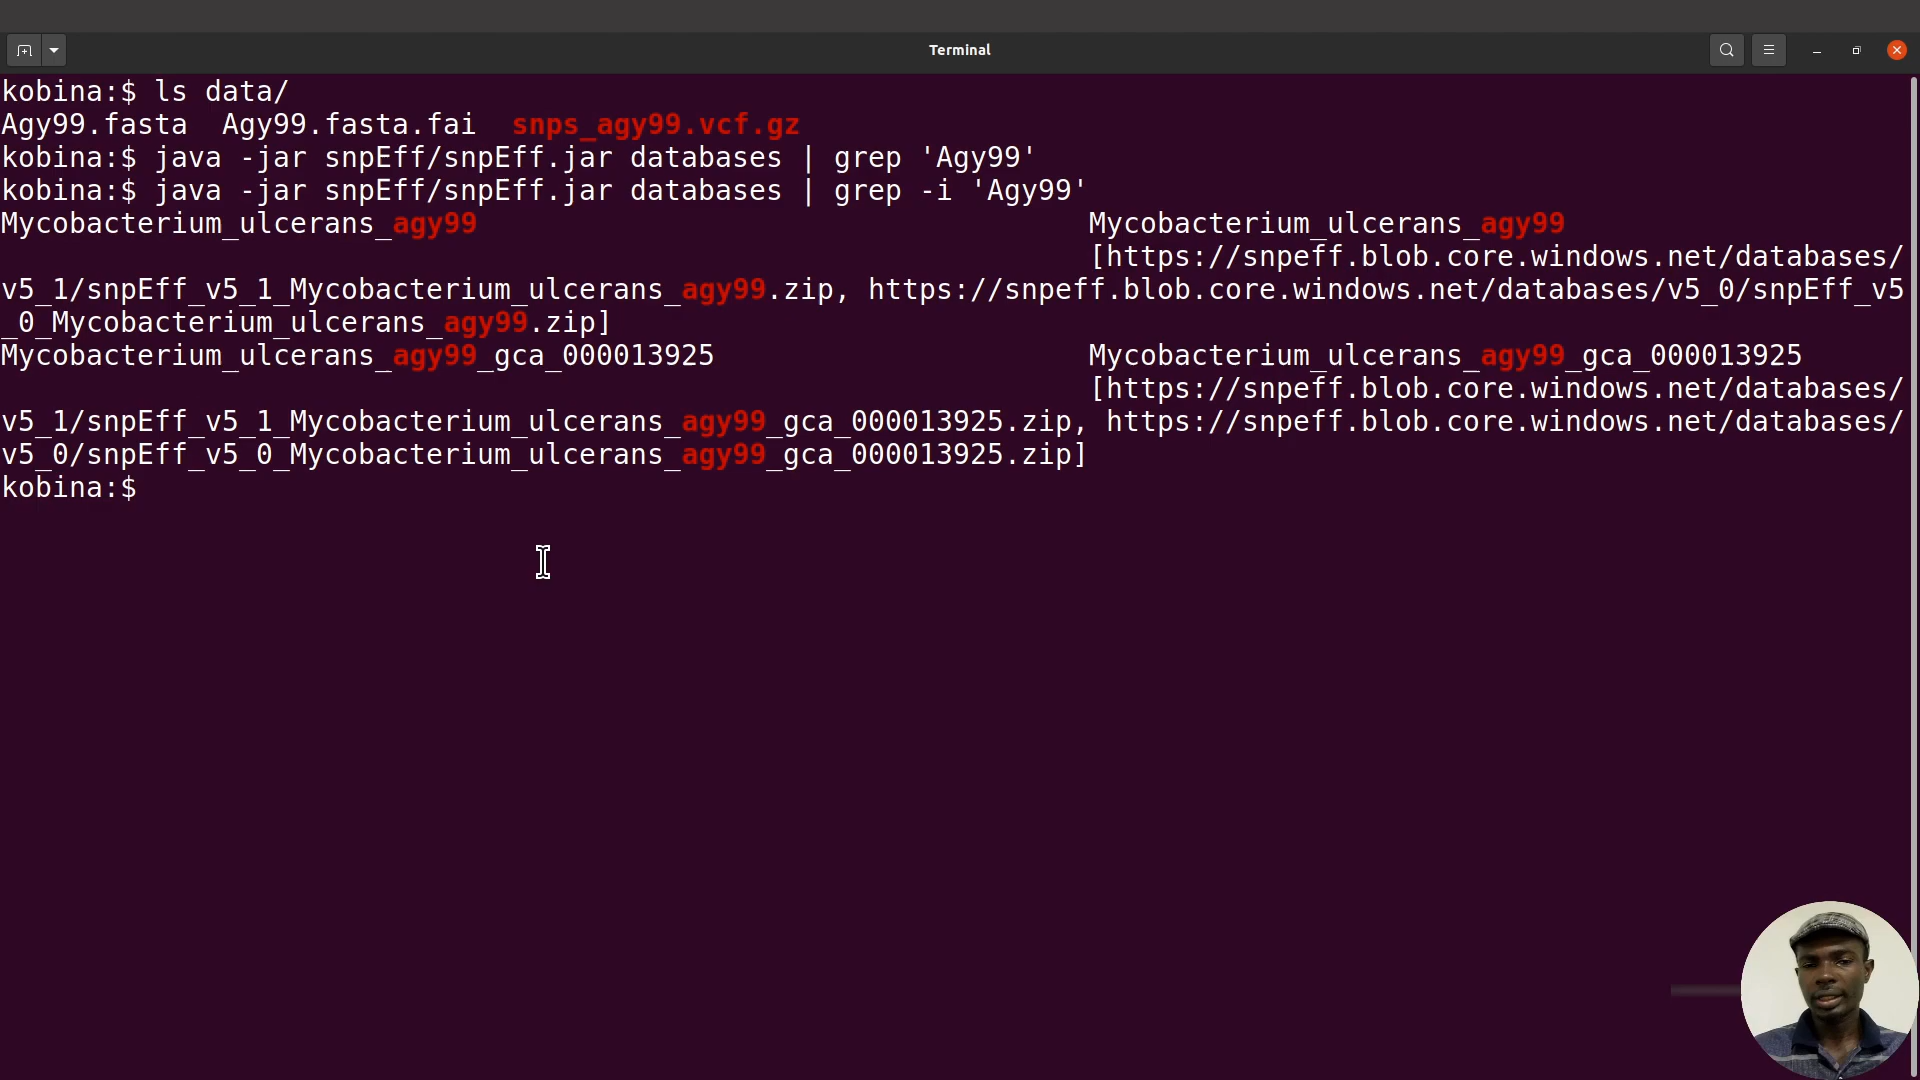 Terminal
kobina:$ ls data/
Agy99.fasta  Agy99.fasta.fai  snps_agy99.vcf.gz
kobina:$ java -jar snpEff/snpEff.jar databases | grep 'Agy99'
kobina:$ java -jar snpEff/snpEff.jar databases | grep -i 'Agy99'
Mycobacterium_ulcerans_agy99 Mycobacterium_ulcerans_agy99
[https://snpeff.blob.core.windows.net/databases/
v5_1/snpEff_v5_1_Mycobacterium_ulcerans_agy99.zip, https://snpeff.blob.core.windows.net/databases/v5_0/snpEff_v5
_0_Mycobacterium_ulcerans_agy99.zip]
Mycobacterium_ulcerans_agy99_gca_000013925 Mycobacterium_ulcerans_agy99_gca_000013925
[https://snpeff.blob.core.windows.net/databases/
v5_1/snpEff_v5_1_Mycobacterium_ulcerans_agy99_gca_000013925.zip, https://snpeff.blob.core.windows.net/databases/
v5_0/snpEff_v5_0_Mycobacterium_ulcerans_agy99_gca_000013925.zip]
kobina:$